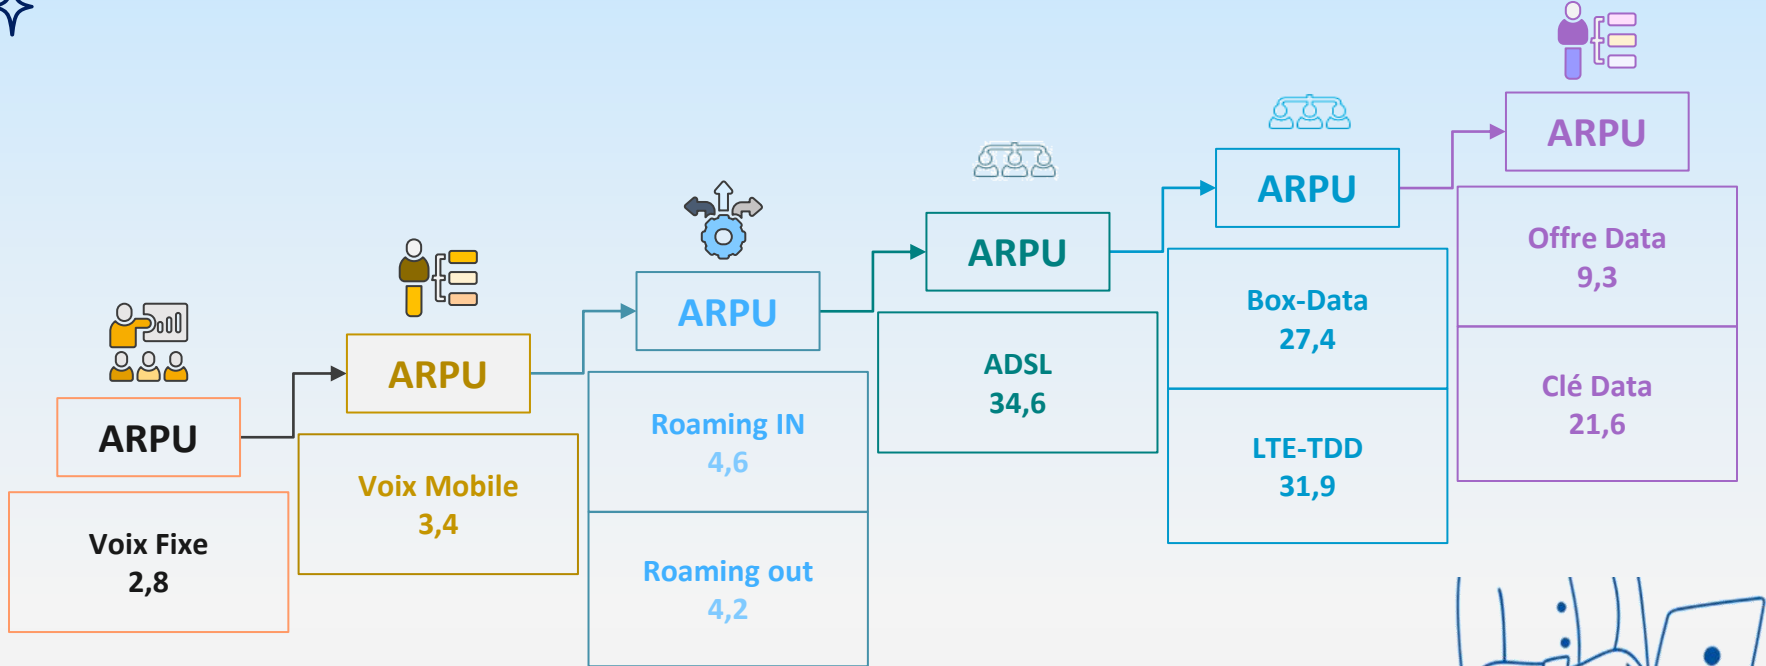 ARPU
Voix Fixe
2,8
ARPU
Voix Mobile
3,4
ARPU
Roaming IN
4,6
Roaming out
4,2
ARPU
ADSL
34,6
ARPU
Box-Data
27,4
LTE-TDD
31,9
ARPU
Offre Data
9,3
Clé Data
21,6